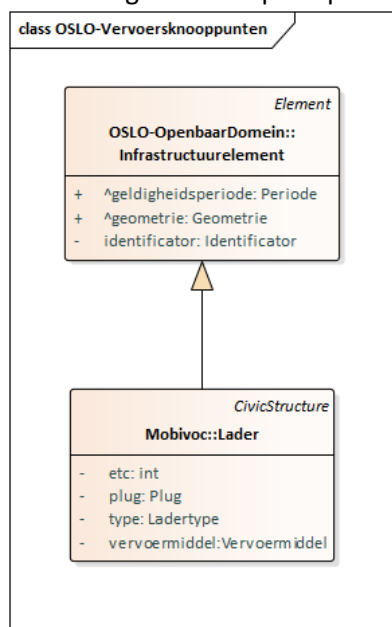 class OSLO-Vervoersknooppunten
Element
OSLO-OpenbaarDomein::
Infrastructuurelement
+ ^geldigheidsperiode: Periode
+ ^geometrie: Geometrie
- identificator: Identificator
CivicStructure
Mobivoc::Lader
- etc: int
- plug: Plug
- type: Ladertype
- vervoermiddel:Vervoermiddel